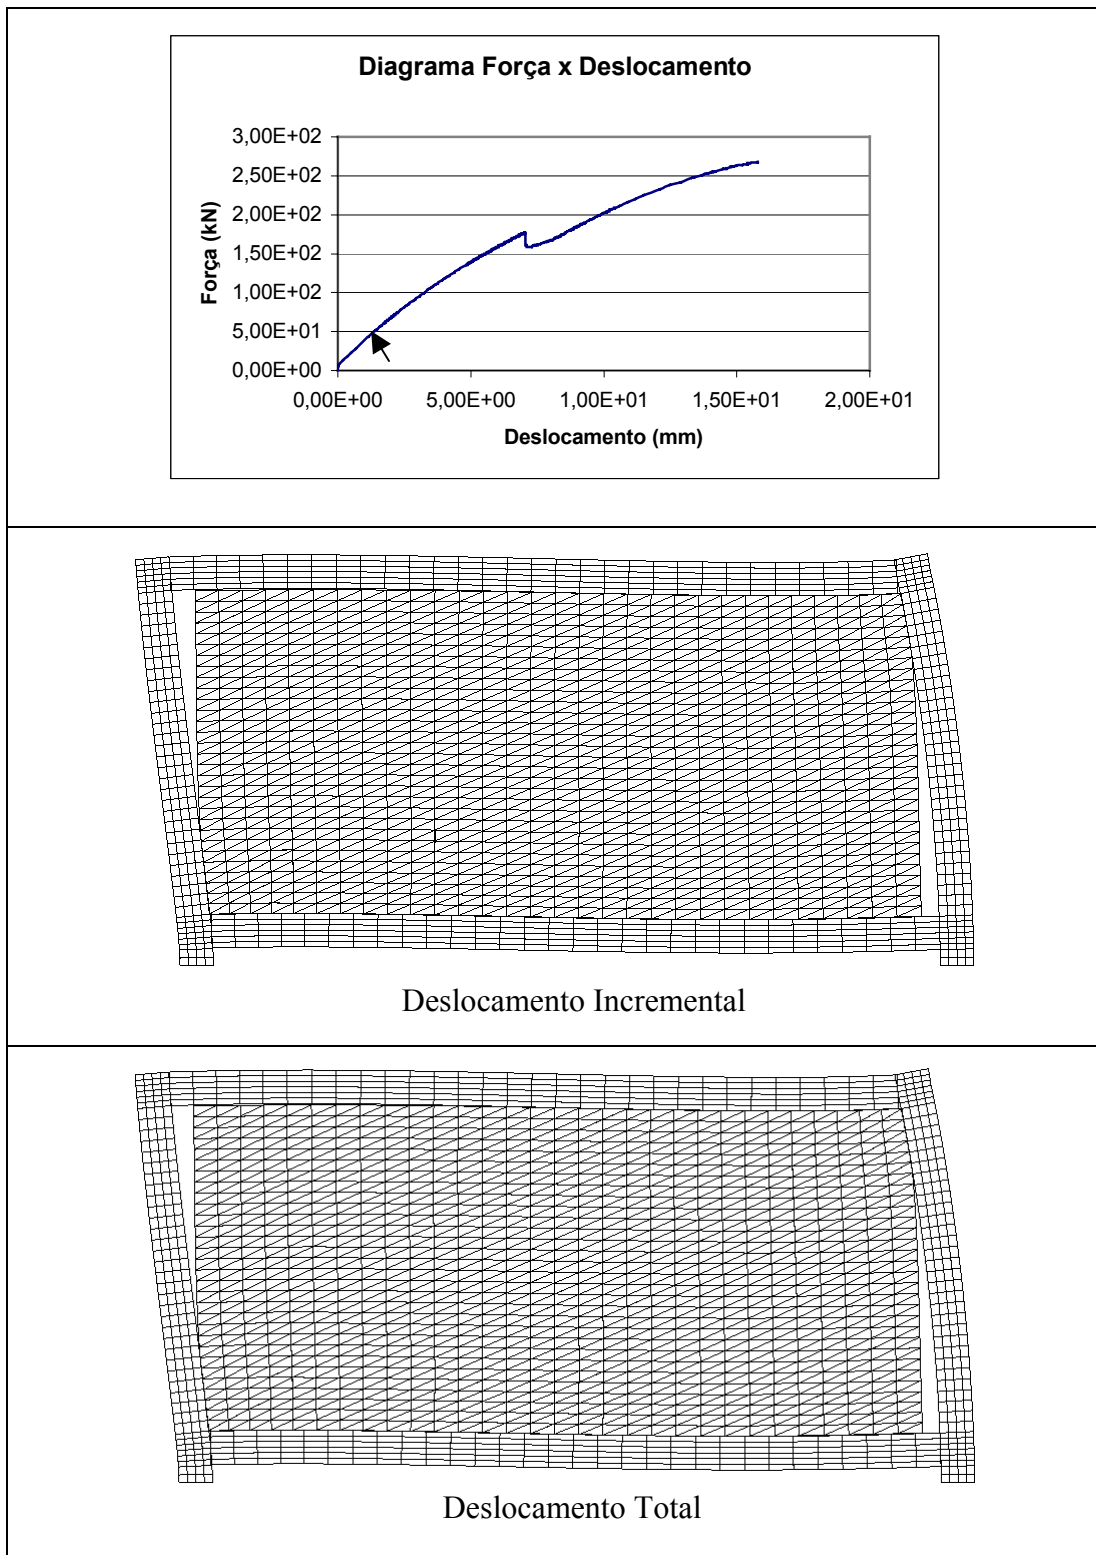 Diagrama Força x Deslocamento
3,00E+02
2,50E+02
2,00E+02
1,50E+02
1,00E+02
5,00E+01
0,00E+00
Força (kN)
0,00E+00 5,00E+00 1,00E+01 1,50E+01 2,00E+01
Deslocamento (mm)
Deslocamento Incremental
Deslocamento Total